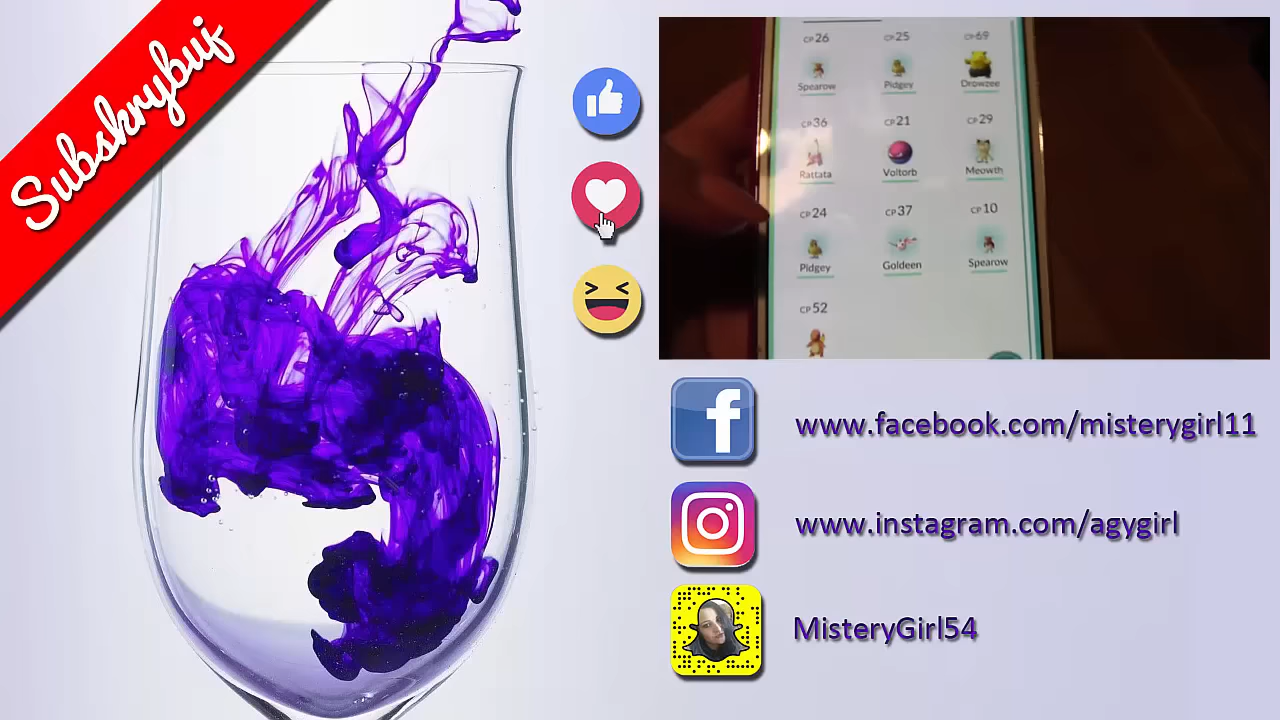 Subskrybuj
CP26 CP25 CP69
Spearow Pidgey Drowzee
CP36 CP21 CP29
Rattata Voltorb Meowth
CP24 CP37 CP10
Pidgey Goldeen Spearow
CP52
f www.facebook.com/misterygirl11
www.instagram.com/agygirl
MisteryGirl54